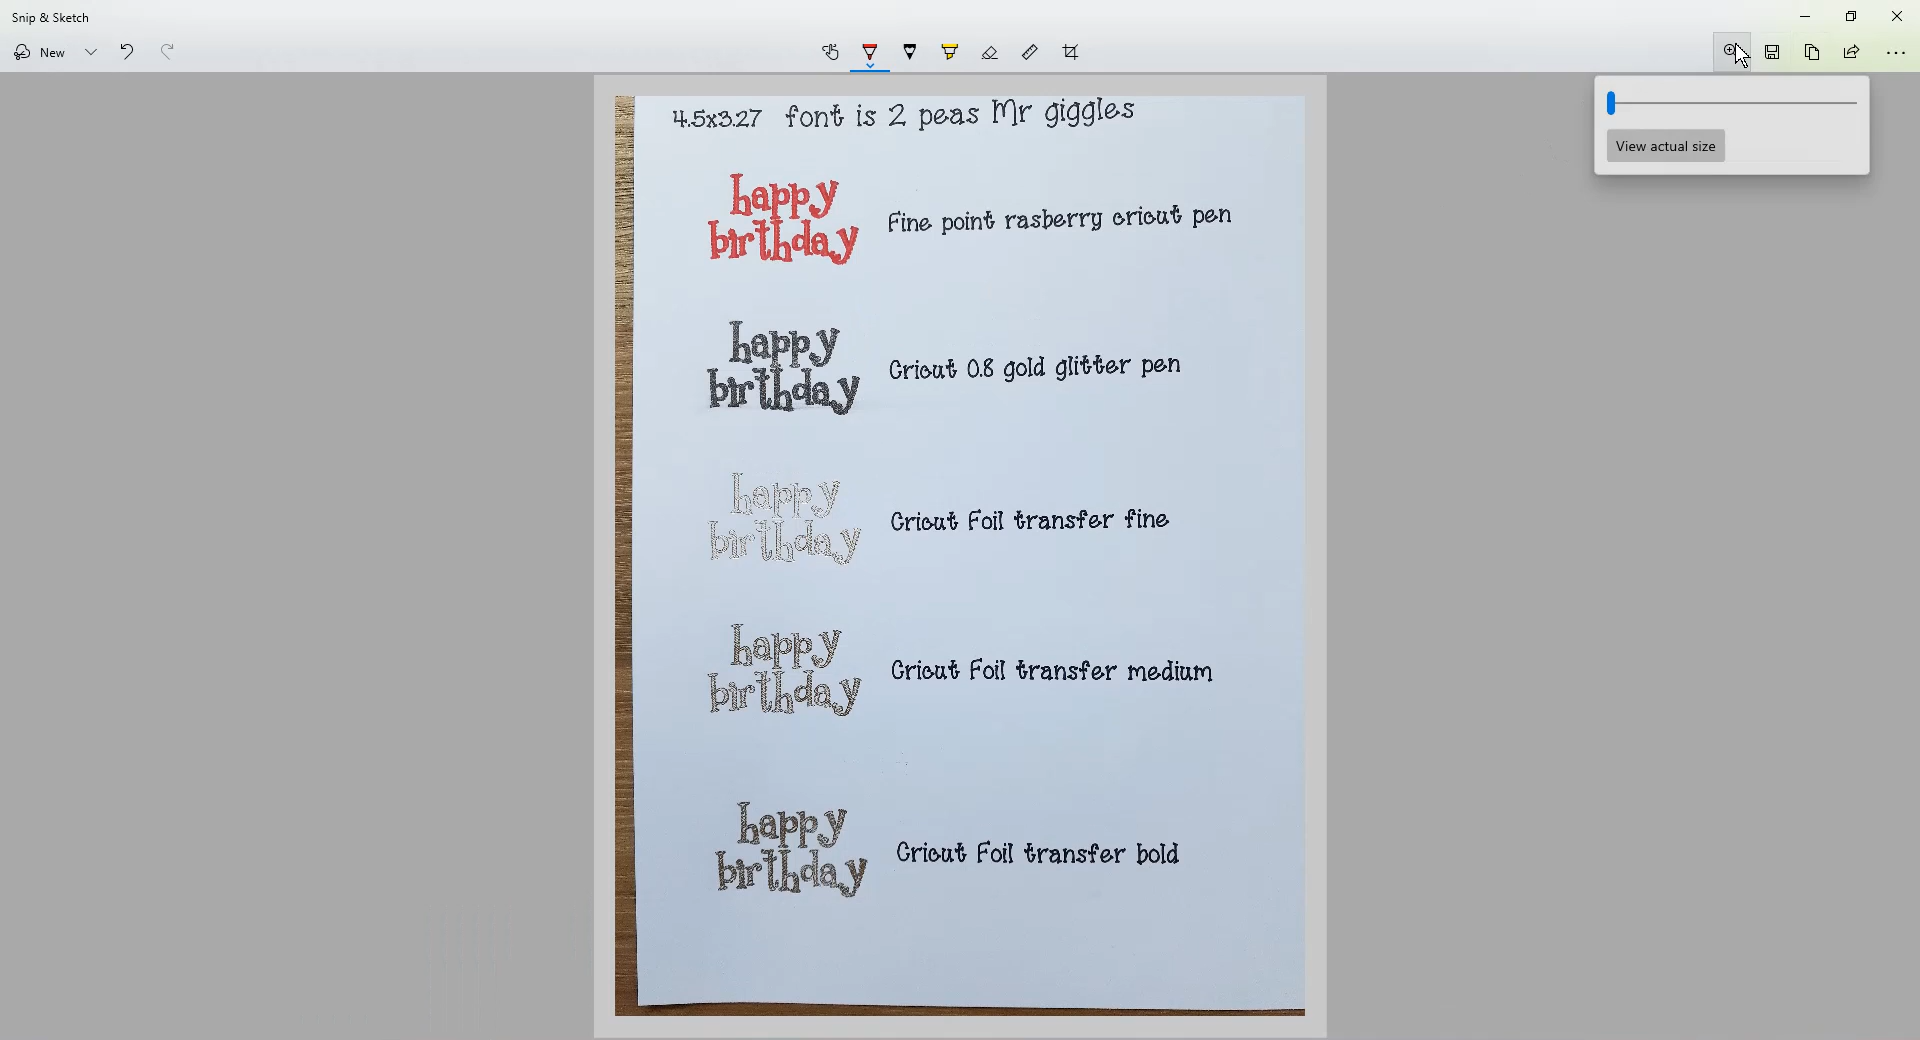 Snip & Sketch
New
View actual size
4.5x3.27 font is 2 peas Mr giggles
happy
birthday
Fine point rasberry cricut pen
happy
birthday
Cricut 0.8 gold glitter pen
happy
birthday
Cricut Foil transfer fine
happy
birthday
Cricut Foil transfer medium
happy
birthday
Cricut Foil transfer bold